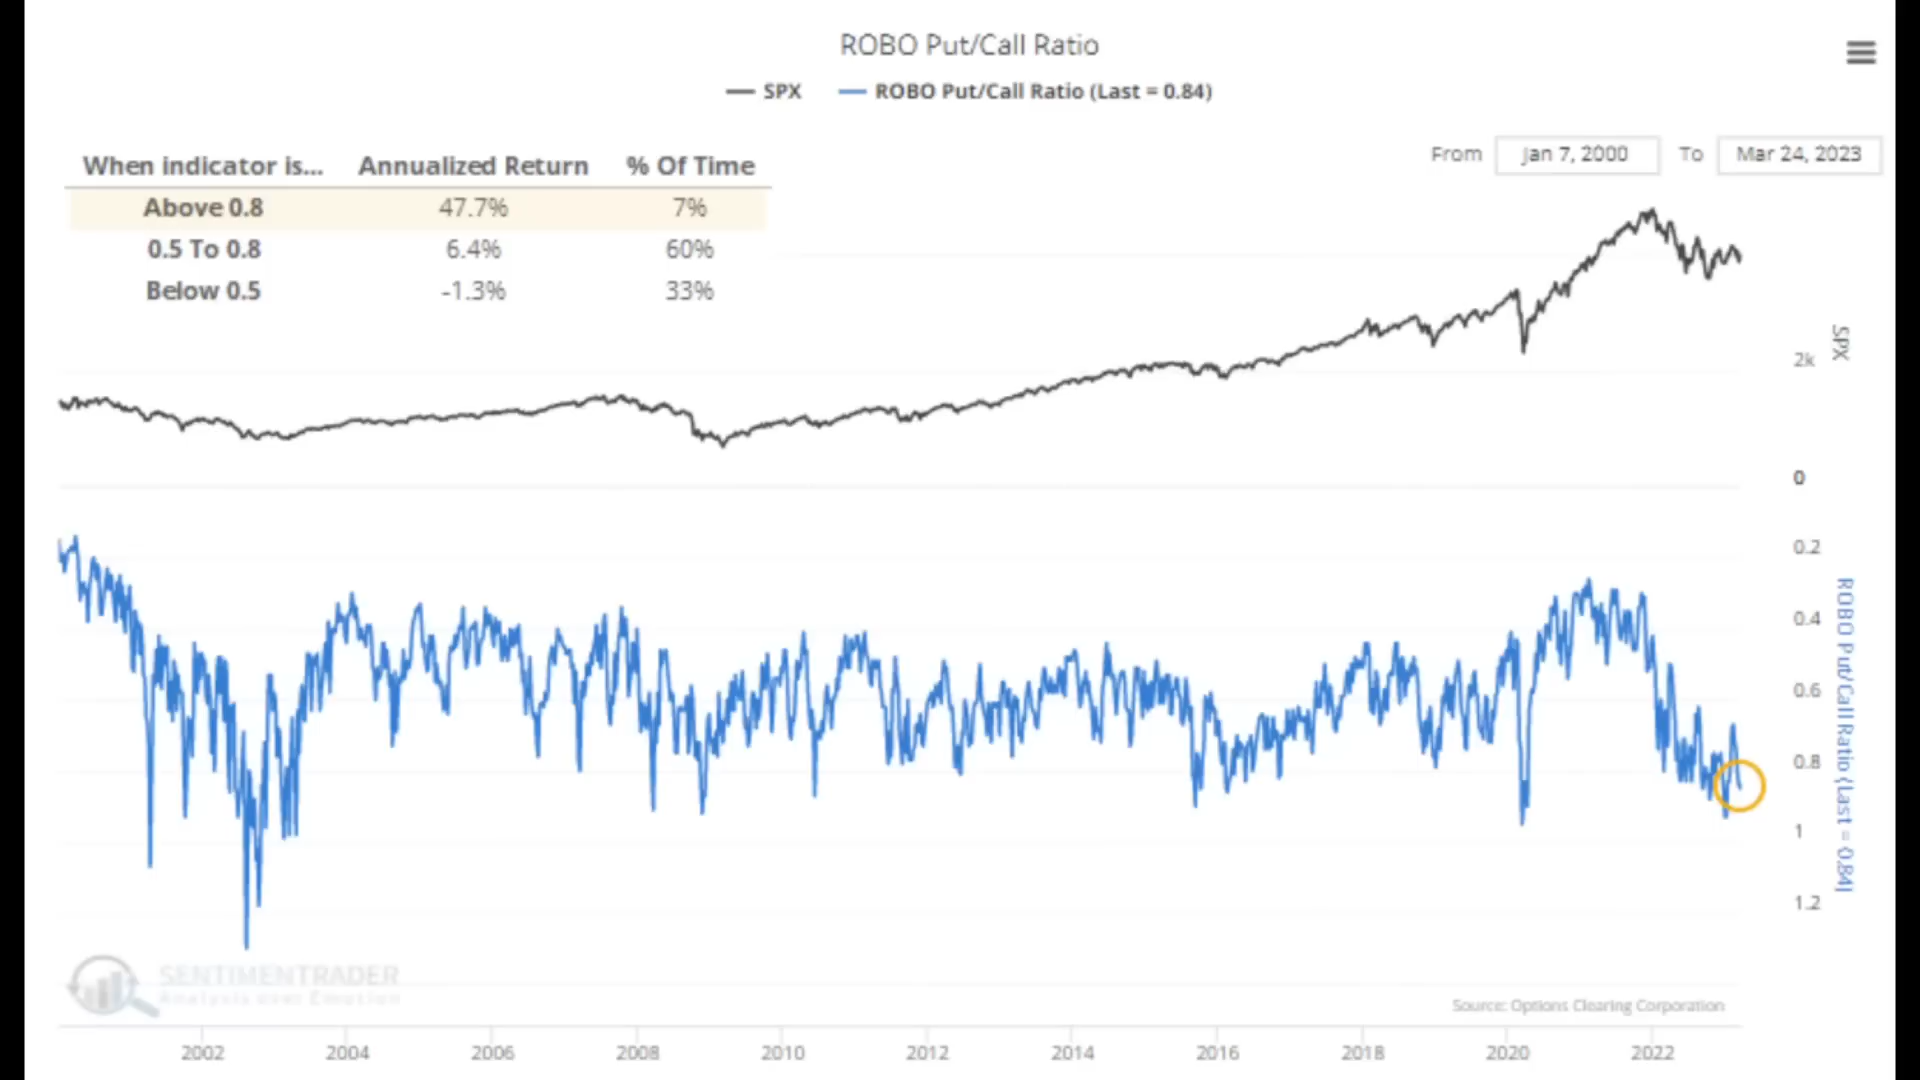 ROBO Put/Call Ratio
SPX ROBO Put/Call Ratio (Last = 0.84)
From Jan 7, 2000 To Mar 24, 2023
When indicator is... Annualized Return % Of Time
Above 0.8 47.7% 7%
0.5 To 0.8 6.4% 60%
Below 0.5 -1.3% 33%
2k
0
SPX
0.2
0.4
0.6
0.8
1
1.2
ROBO Put/Call Ratio (Last = 0.84)
SENTIMENTRADER
Analysis over Emotion
Source: Options Clearing Corporation
2002 2004 2006 2008 2010 2012 2014 2016 2018 2020 2022